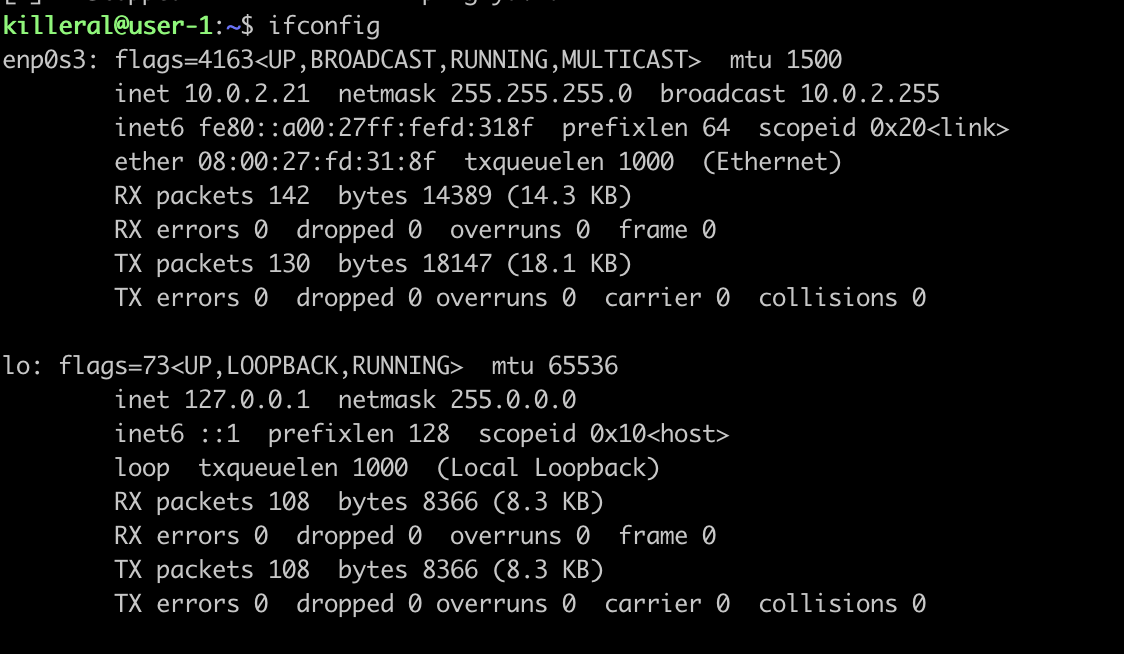 killeral@user-1:~$ ifconfig
enp0s3: flags=4163<UP,BROADCAST,RUNNING,MULTICAST>  mtu 1500
        inet 10.0.2.21  netmask 255.255.255.0  broadcast 10.0.2.255
        inet6 fe80::a00:27ff:fefd:318f  prefixlen 64  scopeid 0x20<link>
        ether 08:00:27:fd:31:8f  txqueuelen 1000  (Ethernet)
        RX packets 142  bytes 14389 (14.3 KB)
        RX errors 0  dropped 0  overruns 0  frame 0
        TX packets 130  bytes 18147 (18.1 KB)
        TX errors 0  dropped 0 overruns 0  carrier 0  collisions 0

lo: flags=73<UP,LOOPBACK,RUNNING>  mtu 65536
        inet 127.0.0.1  netmask 255.0.0.0
        inet6 ::1  prefixlen 128  scopeid 0x10<host>
        loop  txqueuelen 1000  (Local Loopback)
        RX packets 108  bytes 8366 (8.3 KB)
        RX errors 0  dropped 0  overruns 0  frame 0
        TX packets 108  bytes 8366 (8.3 KB)
        TX errors 0  dropped 0 overruns 0  carrier 0  collisions 0